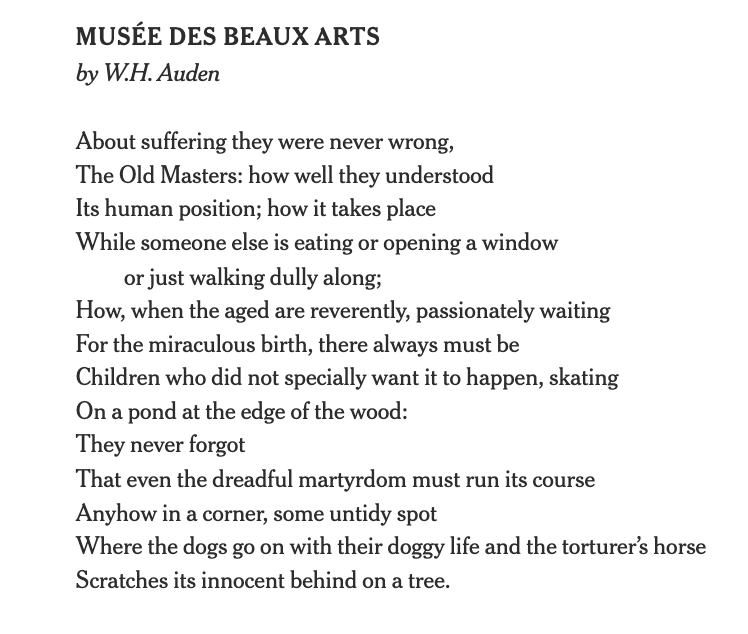 MUSÉE DES BEAUX ARTS
by W.H. Auden
About suffering they were never wrong,
The Old Masters: how well they understood
Its human position; how it takes place
While someone else is eating or opening a window
or just walking dully along;
How, when the aged are reverently, passionately waiting
For the miraculous birth, there always must be
Children who did not specially want it to happen, skating
On a pond at the edge of the wood:
They never forgot
That even the dreadful martyrdom must run its course
Anyhow in a corner, some untidy spot
Where the dogs go on with their doggy life and the torturer’s horse
Scratches its innocent behind on a tree.